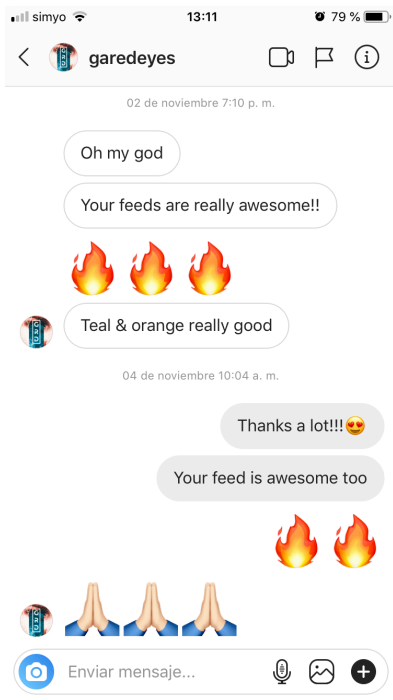 simyo 13:11 79 %
garedeyes
02 de noviembre 7:10 p. m.
Oh my god
Your feeds are really awesome!!
🔥🔥🔥
Teal & orange really good
04 de noviembre 10:04 a. m.
Thanks a lot!!!😍
Your feed is awesome too
🔥🔥
🙏🏻🙏🏻🙏🏻
Enviar mensaje...